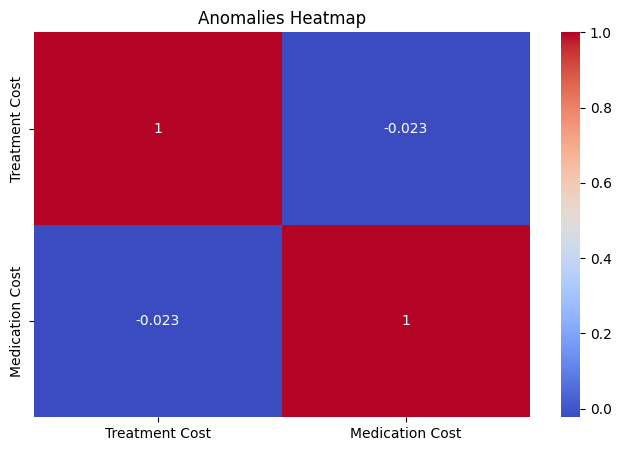 Anomalies Heatmap
Treatment Cost
Medication Cost
1
-0.023
-0.023
1
Treatment Cost
Medication Cost
1.0
0.8
0.6
0.4
0.2
0.0